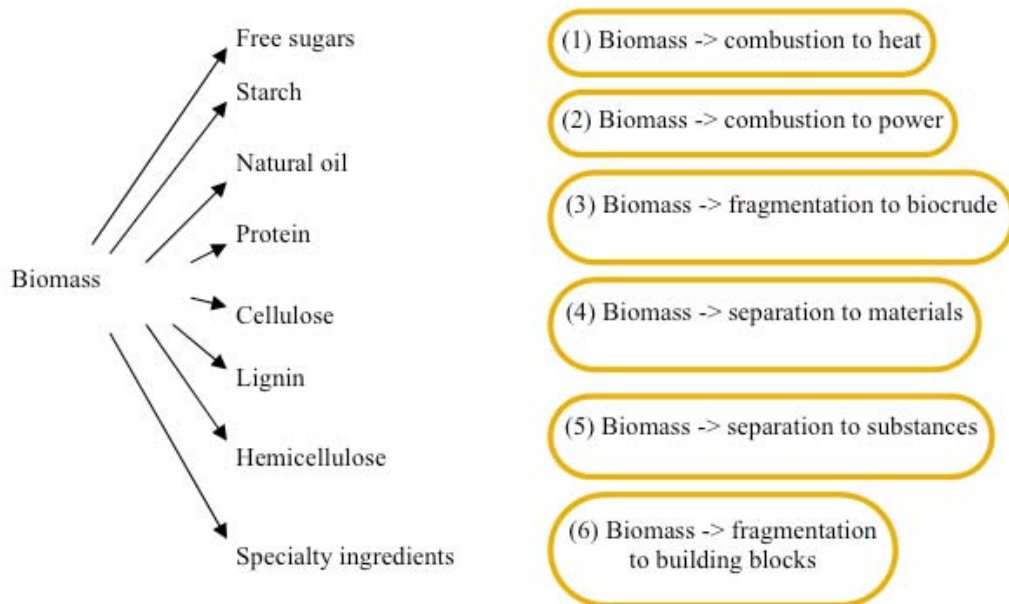 Free sugars
Starch
Natural oil
Protein
Biomass
Cellulose
Lignin
Hemicellulose
Specialty ingredients
(1) Biomass -> combustion to heat
(2) Biomass -> combustion to power
(3) Biomass -> fragmentation to biocrude
(4) Biomass -> separation to materials
(5) Biomass -> separation to substances
(6) Biomass -> fragmentation
to building blocks